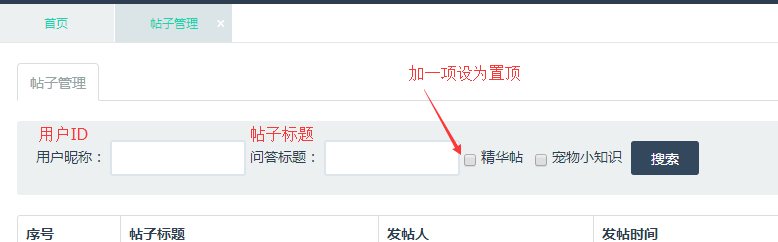 首页 帖子管理 ×
加一项设为置顶
帖子管理
用户ID 帖子标题
用户昵称： 问答标题： 精华帖 宠物小知识 搜索
序号 帖子标题 发帖人 发帖时间